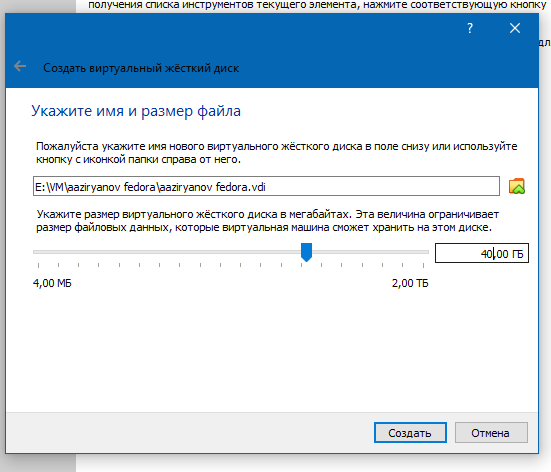 получения списка инструментов текущего элемента, нажмите соответствующую кнопку
?
дл
Создать виртуальный жёсткий диск
Укажите имя и размер файла
Пожалуйста укажите имя нового виртуального жёсткого диска в поле снизу или используйте
кнопку с иконкой папки справа от него.
E:\VM\aaziryanov fedora\aaziryanov fedora.vdi
Укажите размер виртуального жёсткого диска в мегабайтах. Эта величина ограничивает
размер файловых данных, которые виртуальная машина сможет хранить на этом диске.
40,00 ГБ
4,00 МБ
2,00 ТБ
Создать
Отмена